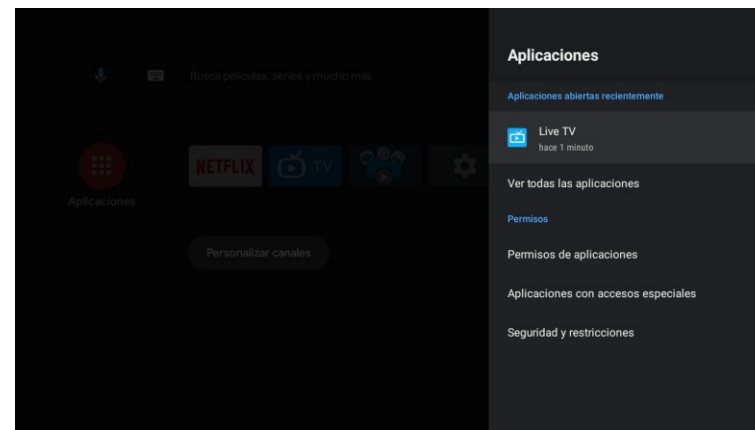 Busca películas, series y mucho más
NETFLIX
TV
Aplicaciones
Personalizar canales
Aplicaciones
Aplicaciones abiertas recientemente
Live TV
hace 1 minuto
Ver todas las aplicaciones
Permisos
Permisos de aplicaciones
Aplicaciones con accesos especiales
Seguridad y restricciones